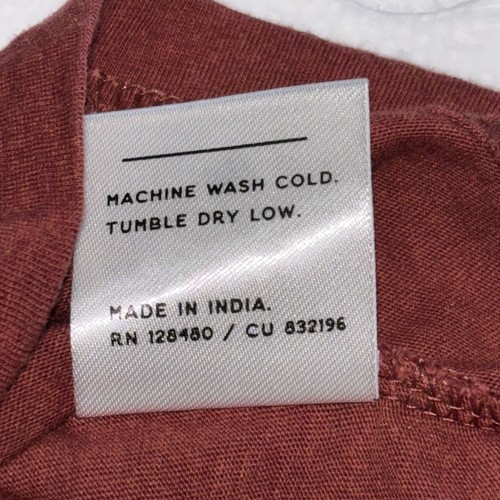 MACHINE WASH COLD.
TUMBLE DRY LOW.
MADE IN INDIA.
RN 128480 / CU 832196